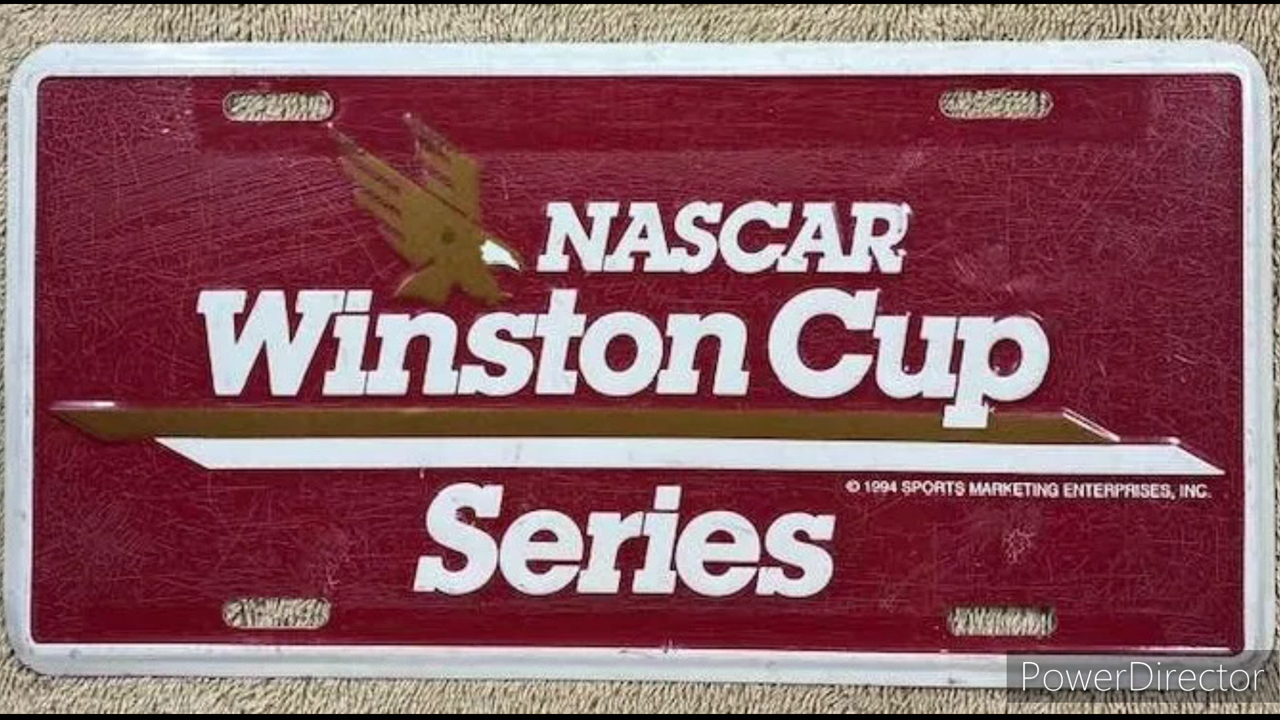 NASCAR
Winston Cup
© 1994 SPORTS MARKETING ENTERPRISES, INC.
Series
PowerDirector